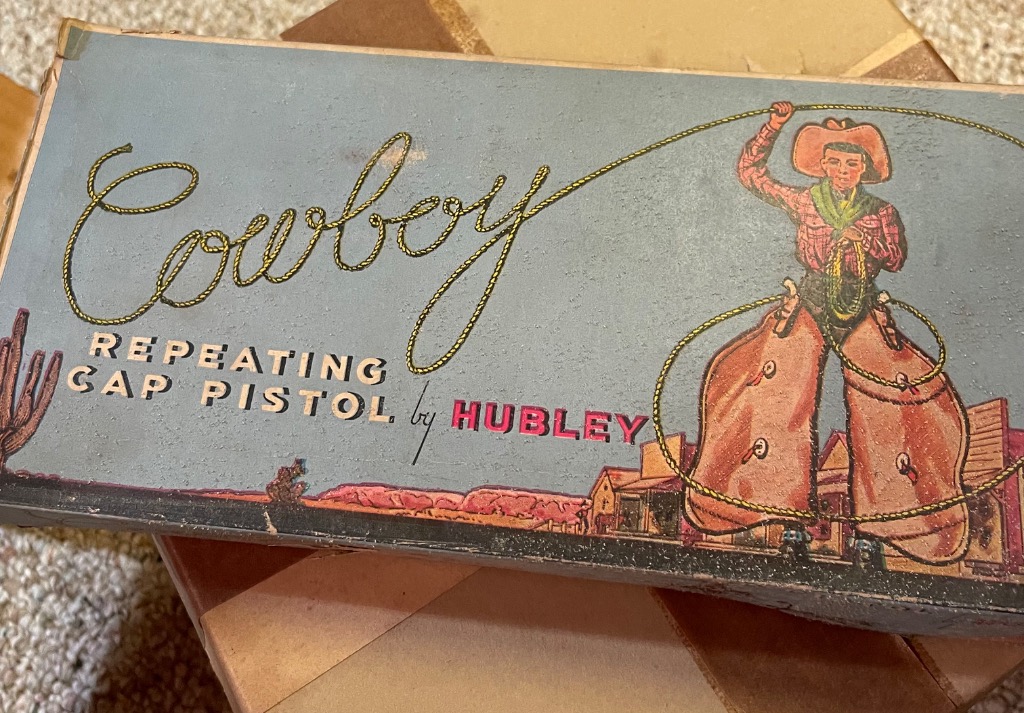 Cowboy
REPEATING
CAP PISTOL by HUBLEY